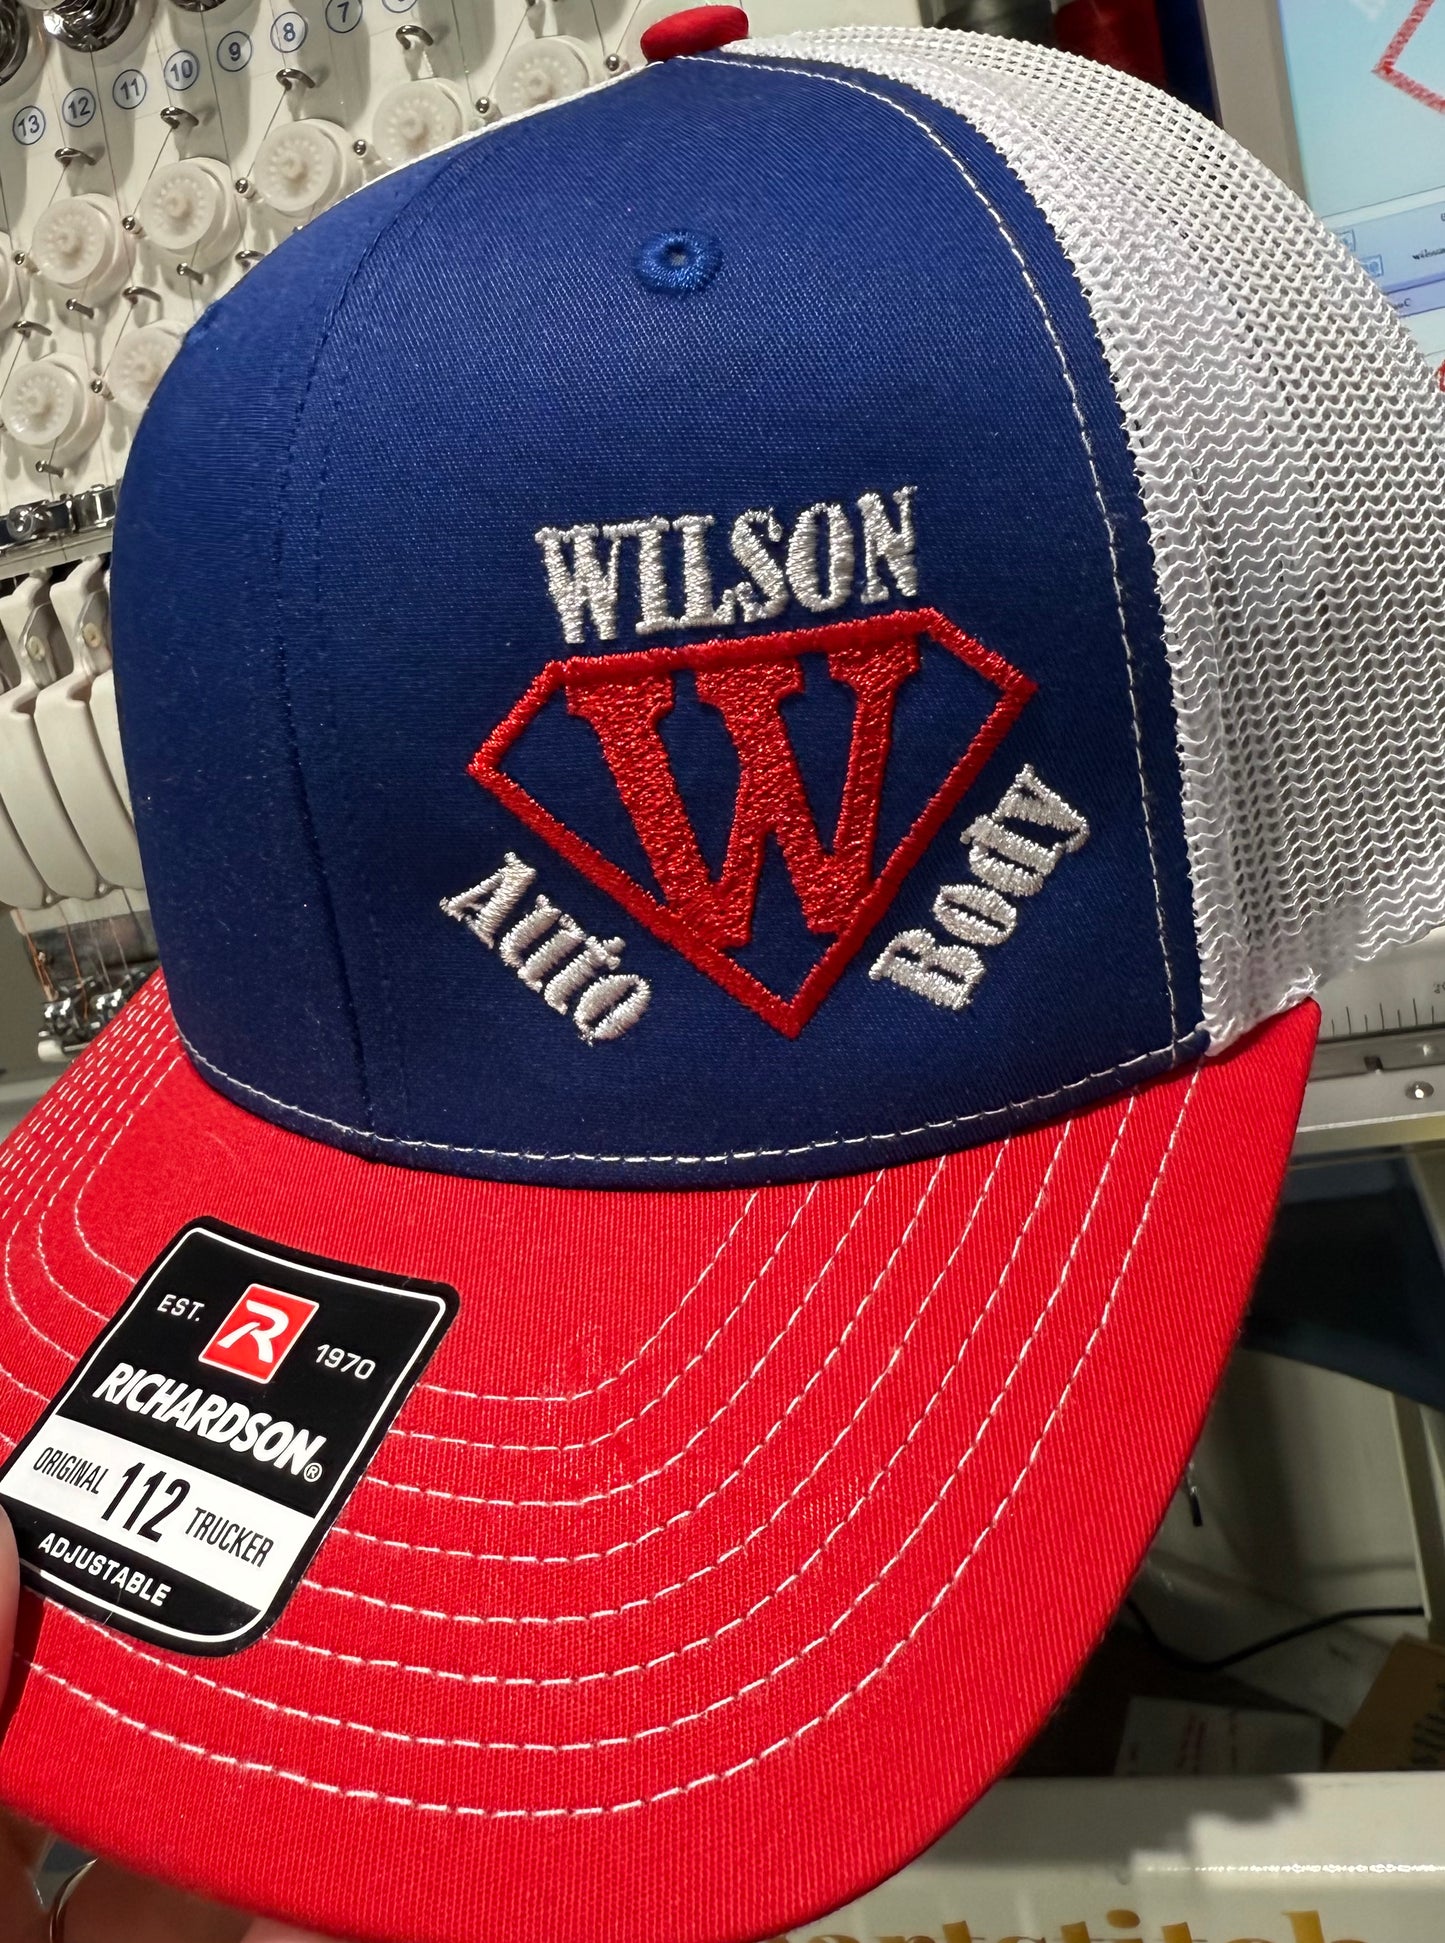 13
12
11
10
9
8
7
WILSON
W
Auto
Body
EST.
R
1970
RICHARDSON®
ORIGINAL 112 TRUCKER
ADJUSTABLE